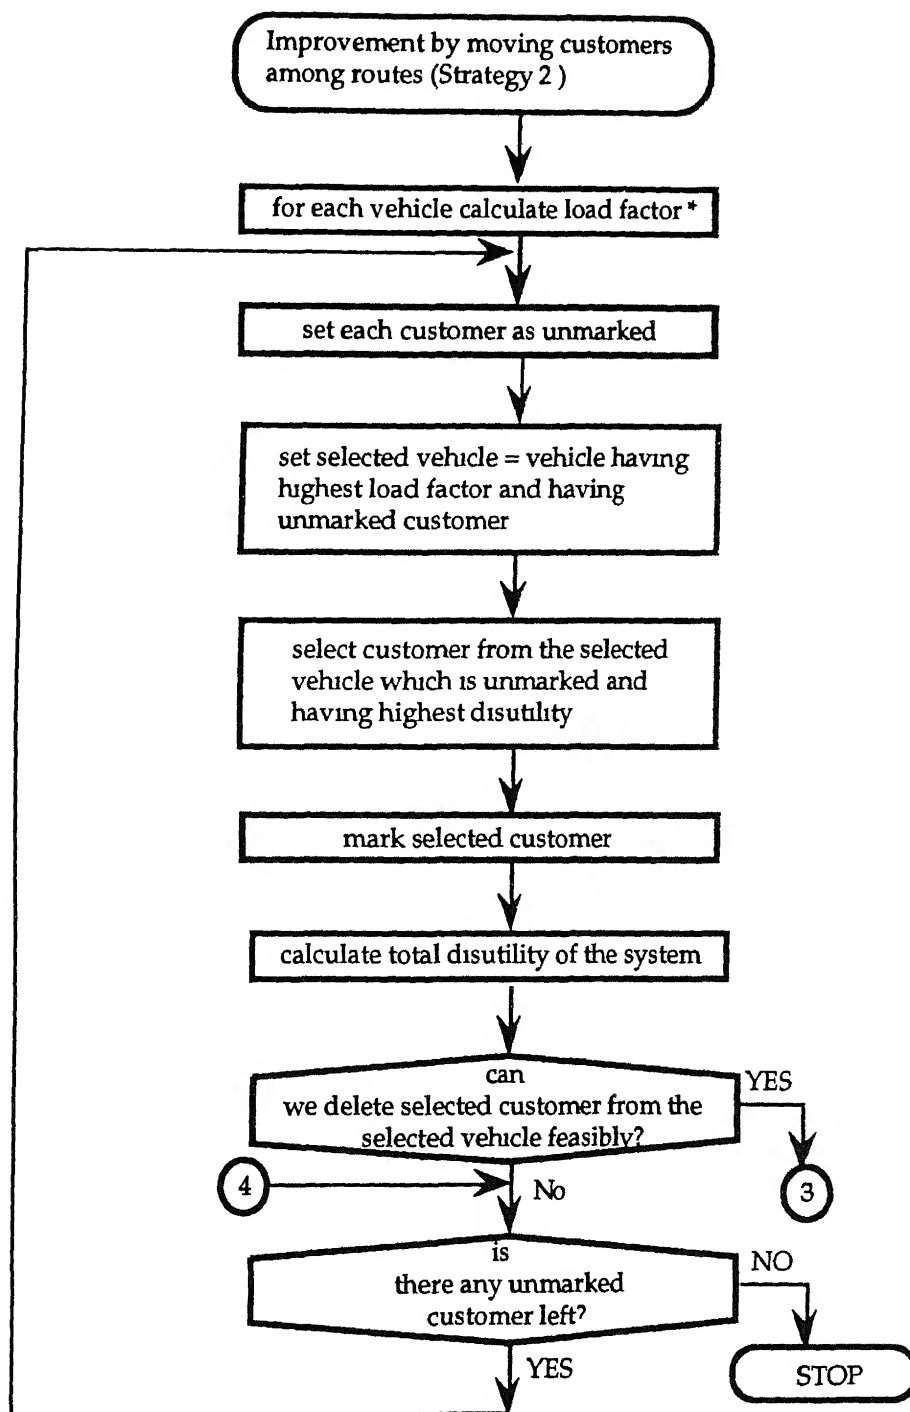 Improvement by moving customers
among routes (Strategy 2 )
for each vehicle calculate load factor *
set each customer as unmarked
set selected vehicle = vehicle having
highest load factor and having
unmarked customer
select customer from the selected
vehicle which is unmarked and
having highest disutility
mark selected customer
calculate total disutility of the system
can
we delete selected customer from the
selected vehicle feasibly?
YES
4
No
3
is
there any unmarked
customer left?
NO
YES
STOP